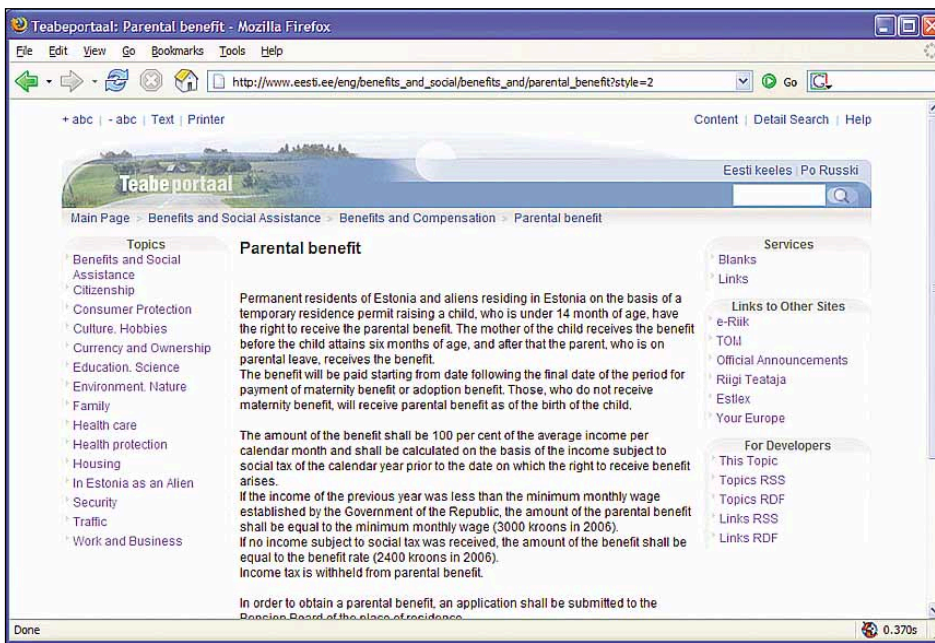 Teabeportaal: Parental benefit - Mozilla Firefox
File Edit View Go Bookmarks Tools Help
http://www.eesti.ee/eng/benefits_and_social/benefits_and/parental_benefit?style=2
Go
+ abc | - abc | Text | Printer
Content | Detail Search | Help
Teabeportaal
Eesti keeles | Po Russki
Main Page > Benefits and Social Assistance > Benefits and Compensation > Parental benefit
Topics
Benefits and Social
Assistance
Citizenship
Consumer Protection
Culture. Hobbies
Currency and Ownership
Education. Science
Environment. Nature
Family
Health care
Health protection
Housing
In Estonia as an Alien
Security
Traffic
Work and Business
Parental benefit
Permanent residents of Estonia and aliens residing in Estonia on the basis of a
temporary residence permit raising a child, who is under 14 month of age, have
the right to receive the parental benefit. The mother of the child receives the benefit
before the child attains six months of age, and after that the parent, who is on
parental leave, receives the benefit.
The benefit will be paid starting from date following the final date of the period for
payment of maternity benefit or adoption benefit. Those, who do not receive
maternity benefit, will receive parental benefit as of the birth of the child.
The amount of the benefit shall be 100 per cent of the average income per
calendar month and shall be calculated on the basis of the income subject to
social tax of the calendar year prior to the date on which the right to receive benefit
arises.
If the income of the previous year was less than the minimum monthly wage
established by the Government of the Republic, the amount of the parental benefit
shall be equal to the minimum monthly wage (3000 kroons in 2006).
If no income subject to social tax was received, the amount of the benefit shall be
equal to the benefit rate (2400 kroons in 2006).
Income tax is withheld from parental benefit.
In order to obtain a parental benefit, an application shall be submitted to the
Pension Board of the place of residence
Services
Blanks
Links
Links to Other Sites
e-Riik
TOM
Official Announcements
Riigi Teataja
Estlex
Your Europe
For Developers
This Topic
Topics RSS
Topics RDF
Links RSS
Links RDF
Done
0.370s